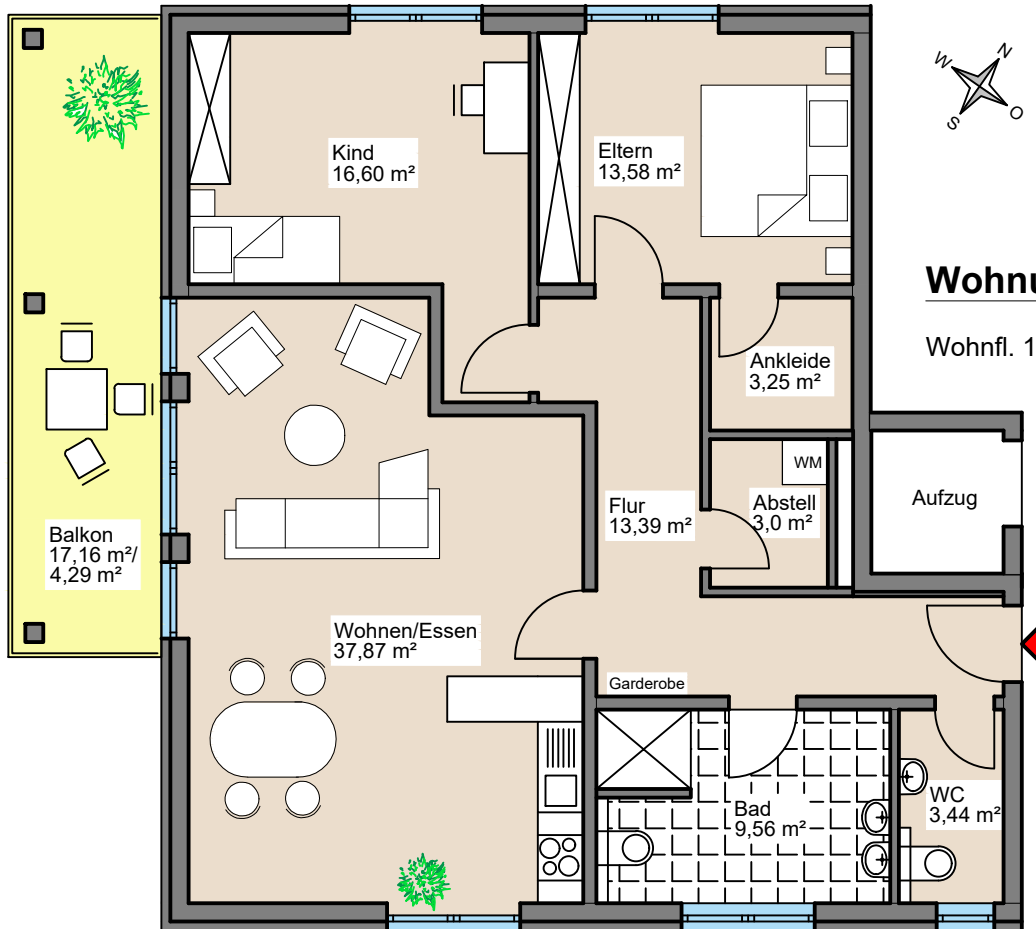 N
W
O
S
Kind
16,60 m²
Eltern
13,58 m²
Wohnu
Wohnfl. 1
Ankleide
3,25 m²
WM
Abstell
3,0 m²
Aufzug
Flur
13,39 m²
Balkon
17,16 m²/
4,29 m²
Wohnen/Essen
37,87 m²
Garderobe
Bad
9,56 m²
WC
3,44 m²